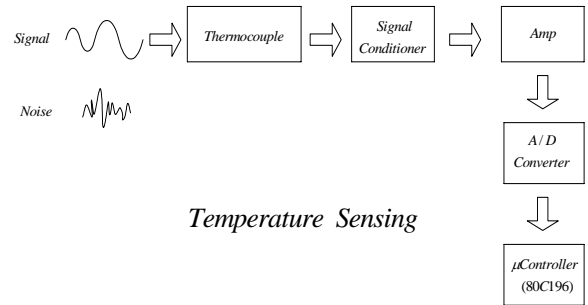 Signal
Thermocouple
Signal
Conditioner
Amp
Noise
A/D
Converter
Temperature Sensing
μController
(80C196)